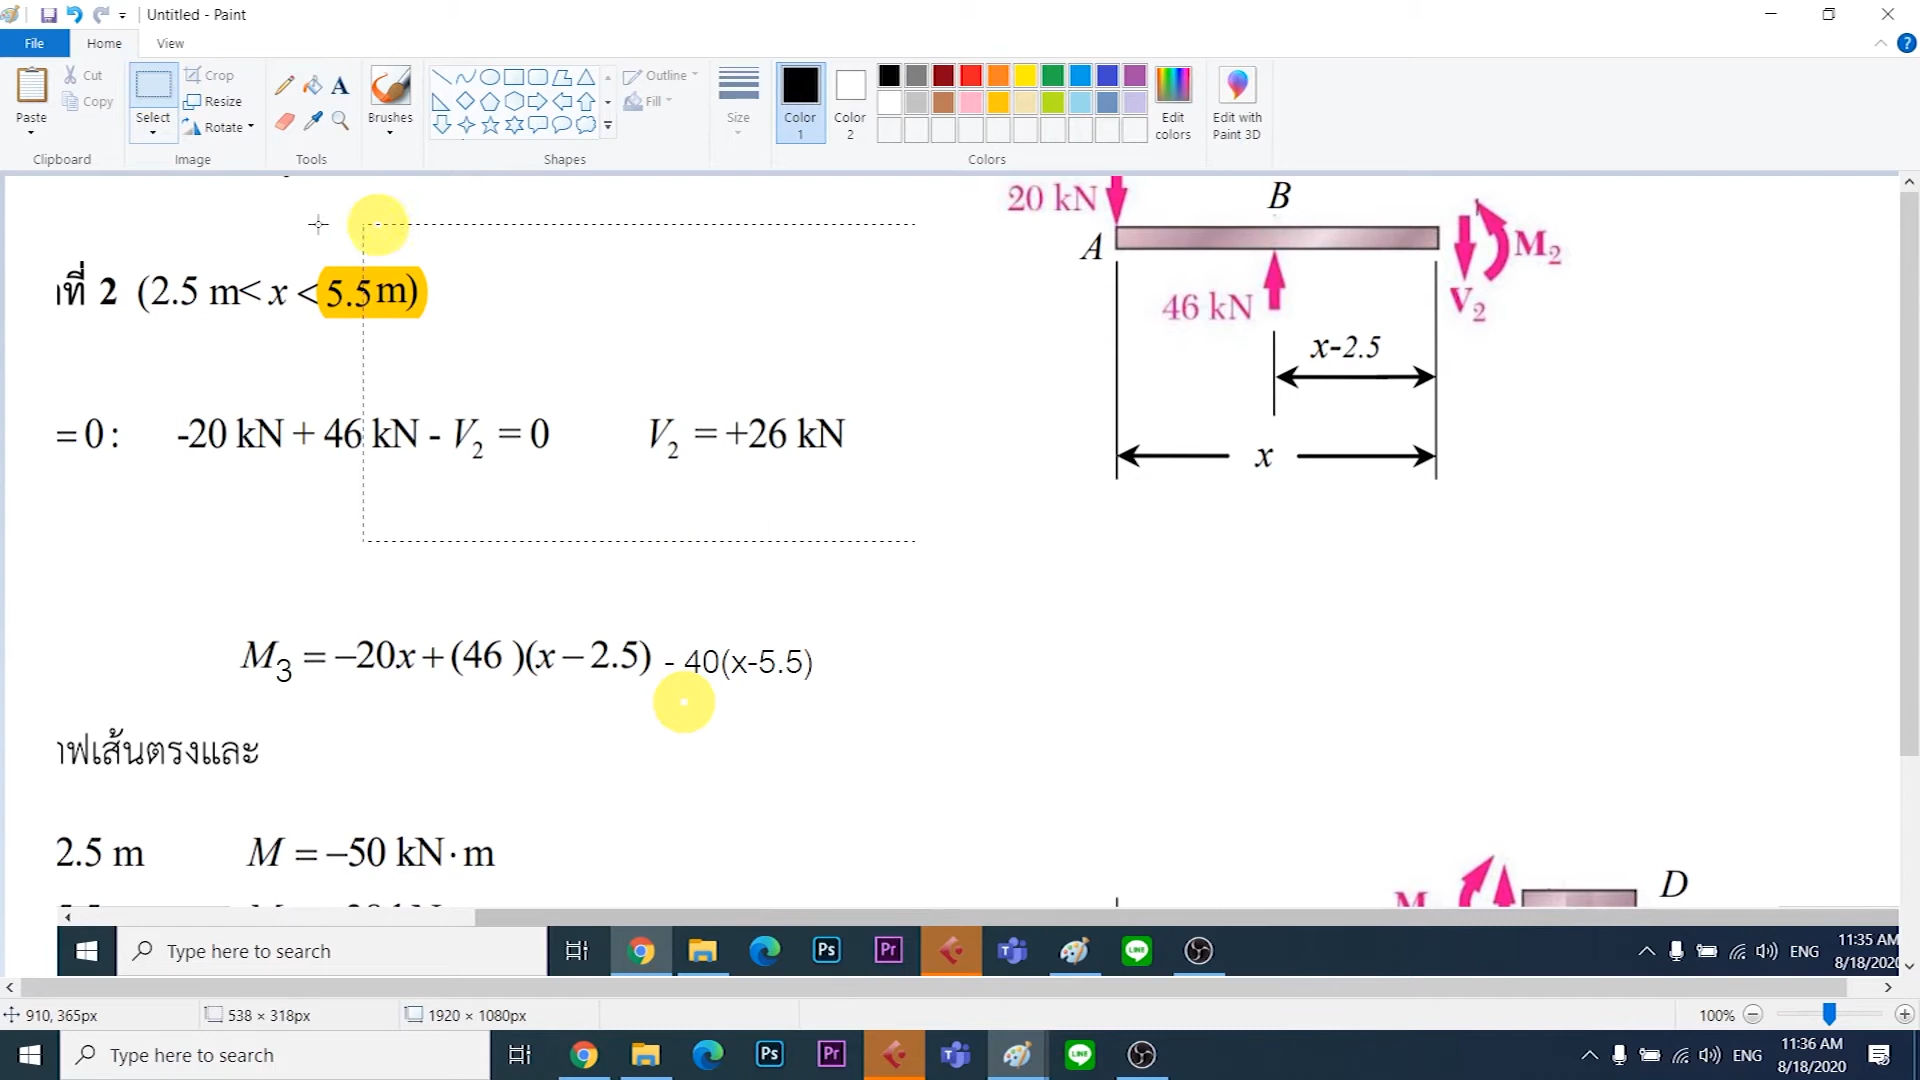 Untitled - Paint
File
Home
View
Paste
Cut
Copy
Clipboard
Select
Crop
Resize
Rotate
Image
Tools
Brushes
Shapes
Outline
Fill
Size
Color 1
Color 2
Edit colors
Edit with Paint 3D
Colors
20 kN
B
A
M₂
46 kN
V₂
x-2.5
x
2 (2.5 m< x <5.5m)
=0: -20 kN + 46 kN - V₂ = 0 V₂ = +26 kN
M₃ = −20x + (46 )(x − 2.5) - 40(x-5.5)
าฟเส้นตรงและ
2.5 m M = −50 kN·m
D
Type here to search
ENG
11:35 AM
8/18/2020
910, 365px
538 × 318px
1920 × 1080px
100%
Type here to search
ENG
11:36 AM
8/18/2020